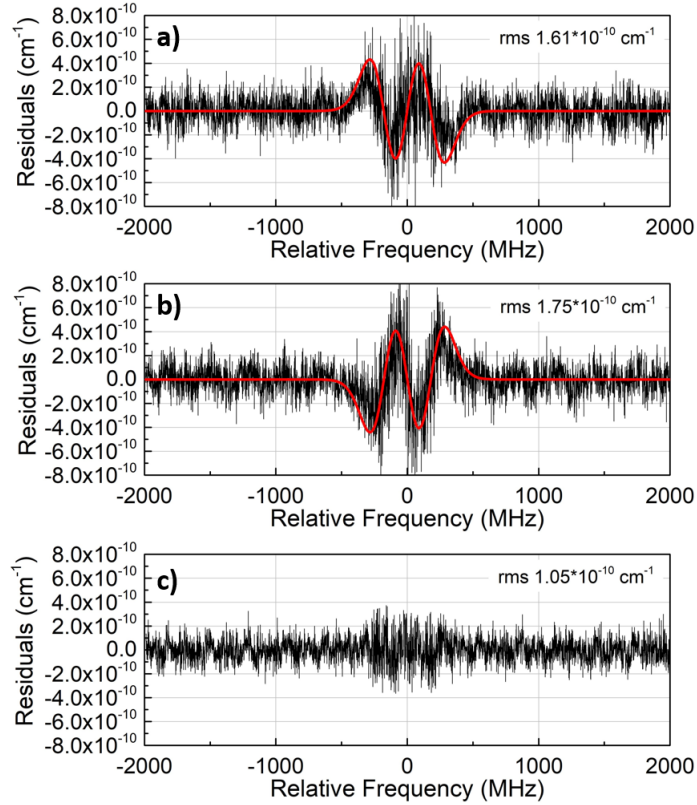 a)
rms 1.61*10⁻¹⁰ cm⁻¹
Residuals (cm⁻¹)
8.0x10⁻¹⁰
6.0x10⁻¹⁰
4.0x10⁻¹⁰
2.0x10⁻¹⁰
0.0
-2.0x10⁻¹⁰
-4.0x10⁻¹⁰
-6.0x10⁻¹⁰
-8.0x10⁻¹⁰
-2000 -1000 0 1000 2000
Relative Frequency (MHz)
b)
rms 1.75*10⁻¹⁰ cm⁻¹
Residuals (cm⁻¹)
8.0x10⁻¹⁰
6.0x10⁻¹⁰
4.0x10⁻¹⁰
2.0x10⁻¹⁰
0.0
-2.0x10⁻¹⁰
-4.0x10⁻¹⁰
-6.0x10⁻¹⁰
-8.0x10⁻¹⁰
-2000 -1000 0 1000 2000
Relative Frequency (MHz)
c)
rms 1.05*10⁻¹⁰ cm⁻¹
Residuals (cm⁻¹)
8.0x10⁻¹⁰
6.0x10⁻¹⁰
4.0x10⁻¹⁰
2.0x10⁻¹⁰
0.0
-2.0x10⁻¹⁰
-4.0x10⁻¹⁰
-6.0x10⁻¹⁰
-8.0x10⁻¹⁰
-2000 -1000 0 1000 2000
Relative Frequency (MHz)